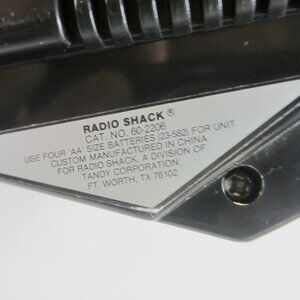 RADIO SHACK®
CAT. NO. 60-2206
USE FOUR 'AA' SIZE BATTERIES (23-582) FOR UNIT.
CUSTOM MANUFACTURED IN CHINA
FOR RADIO SHACK, A DIVISION OF
TANDY CORPORATION
FT. WORTH, TX 76102